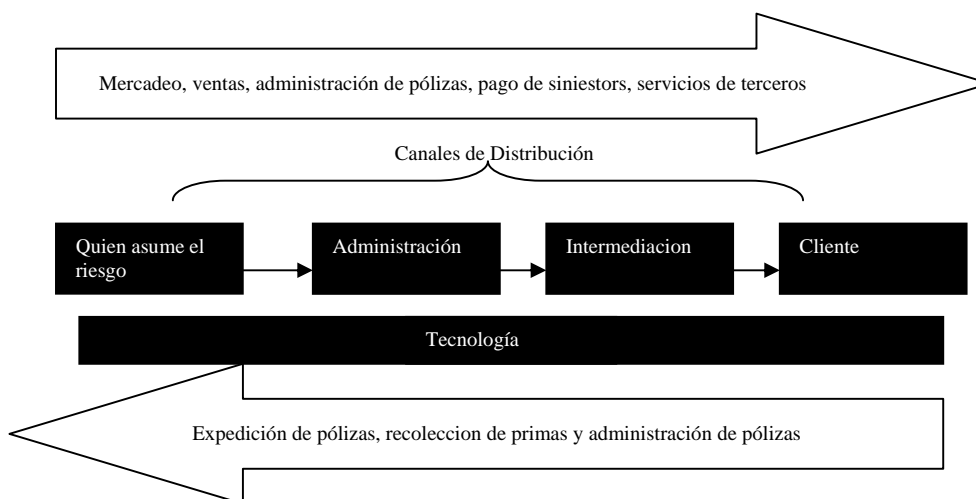 Mercadeo, ventas, administración de pólizas, pago de siniestors, servicios de terceros
Canales de Distribución
Quien asume el
riesgo
Administración
Intermediacion
Cliente
Tecnología
Expedición de pólizas, recoleccion de primas y administración de pólizas